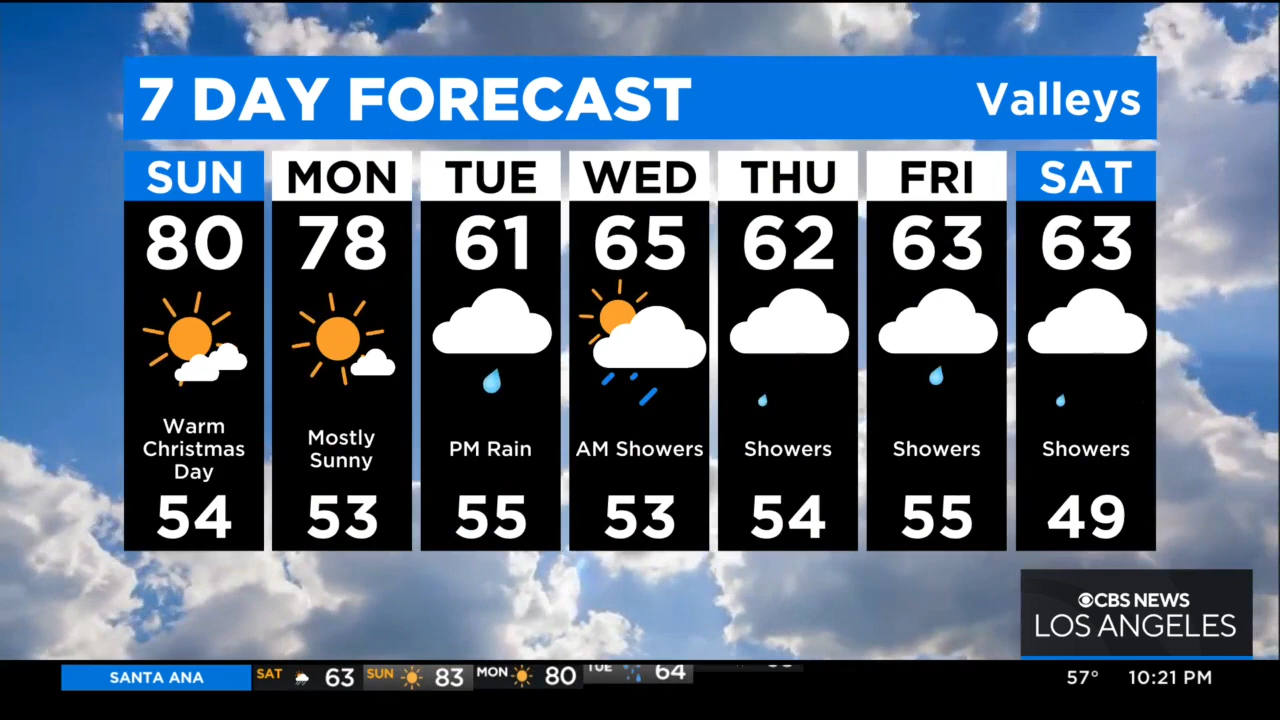 7 DAY FORECAST
Valleys
SUN MON TUE WED THU FRI SAT
80 78 61 65 62 63 63
Warm
Christmas
Day
Mostly
Sunny
PM Rain
AM Showers
Showers
Showers
Showers
54 53 55 53 54 55 49
CBS NEWS
LOS ANGELES
SANTA ANA SAT 63 SUN 83 MON 80 TUE 64 57° 10:21 PM